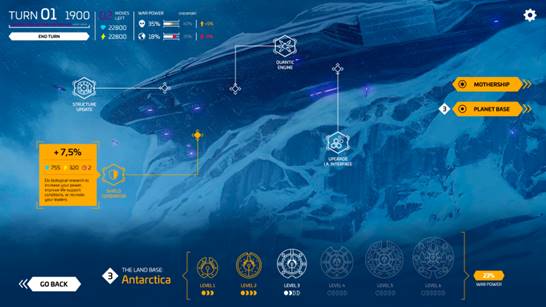 TURN 01 1900
END TURN
MOVES
LEFT
22800
22800
WAR POWER
35%
18%
QUANTIC
ENGINE
STRUCTURE
UPDATE
MOTHERSHIP
3 PLANET BASE
UPGRADE
I.A. INTERFACE
+ 7,5%
755 320 2
Do biological research to
increase your power,
improve life support
conditions, or recreate
your leaders.
SHIELD
GENERATOR
GO BACK
3 THE LAND BASE:
Antarctica
LEVEL 1
LEVEL 2
LEVEL 3
LEVEL 4
LEVEL 5
LEVEL 6
23%
WAR POWER